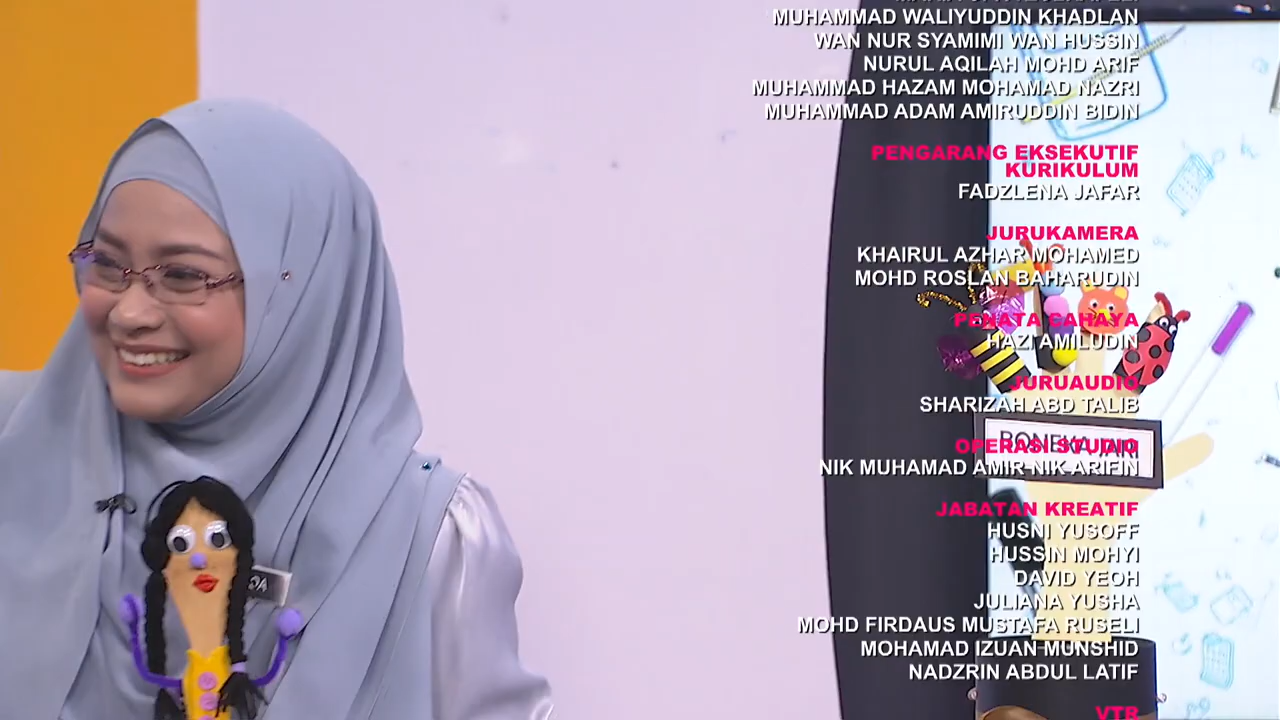 MUHAMMAD WALIYUDDIN KHADLAN
WAN NUR SYAMIMI WAN HUSSIN
NURUL AQILAH MOHD ARIF
MUHAMMAD HAZAM MOHAMAD NAZRI
MUHAMMAD ADAM AMIRUDDIN BIDIN
PENGARANG EKSEKUTIF
KURIKULUM
FADZLENA JAFAR
JURUKAMERA
KHAIRUL AZHAR MOHAMED
MOHD ROSLAN BAHARUDIN
PENATA CAHAYA
HAZI AMILUDIN
JURUAUDIO
SHARIZAH ABD TALIB
BONEKA JARI
OPERASI STUDIO
NIK MUHAMAD AMIR NIK ARIFIN
JABATAN KREATIF
HUSNI YUSOFF
HUSSIN MOHYI
DAVID YEOH
JULIANA YUSHA
MOHD FIRDAUS MUSTAFA RUSELI
MOHAMAD IZUAN MUNSHID
NADZRIN ABDUL LATIF
VTR